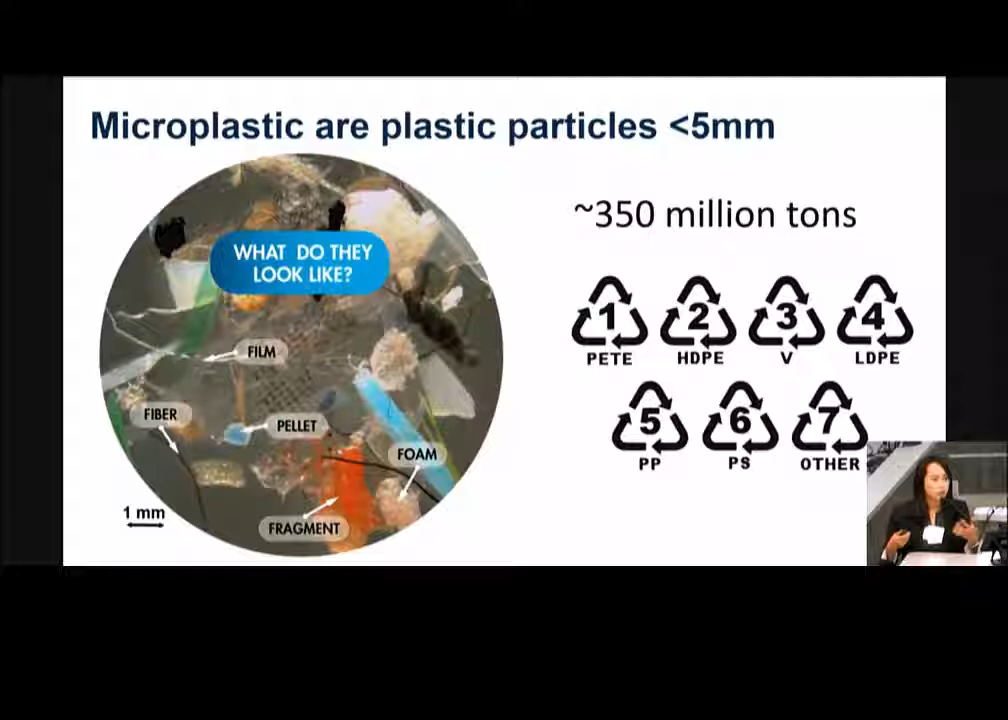 Microplastic are plastic particles <5mm
WHAT DO THEY
LOOK LIKE?
FILM
FIBER
PELLET
FOAM
FRAGMENT
1 mm
~350 million tons
1
PETE
2
HDPE
3
V
4
LDPE
5
PP
6
PS
7
OTHER